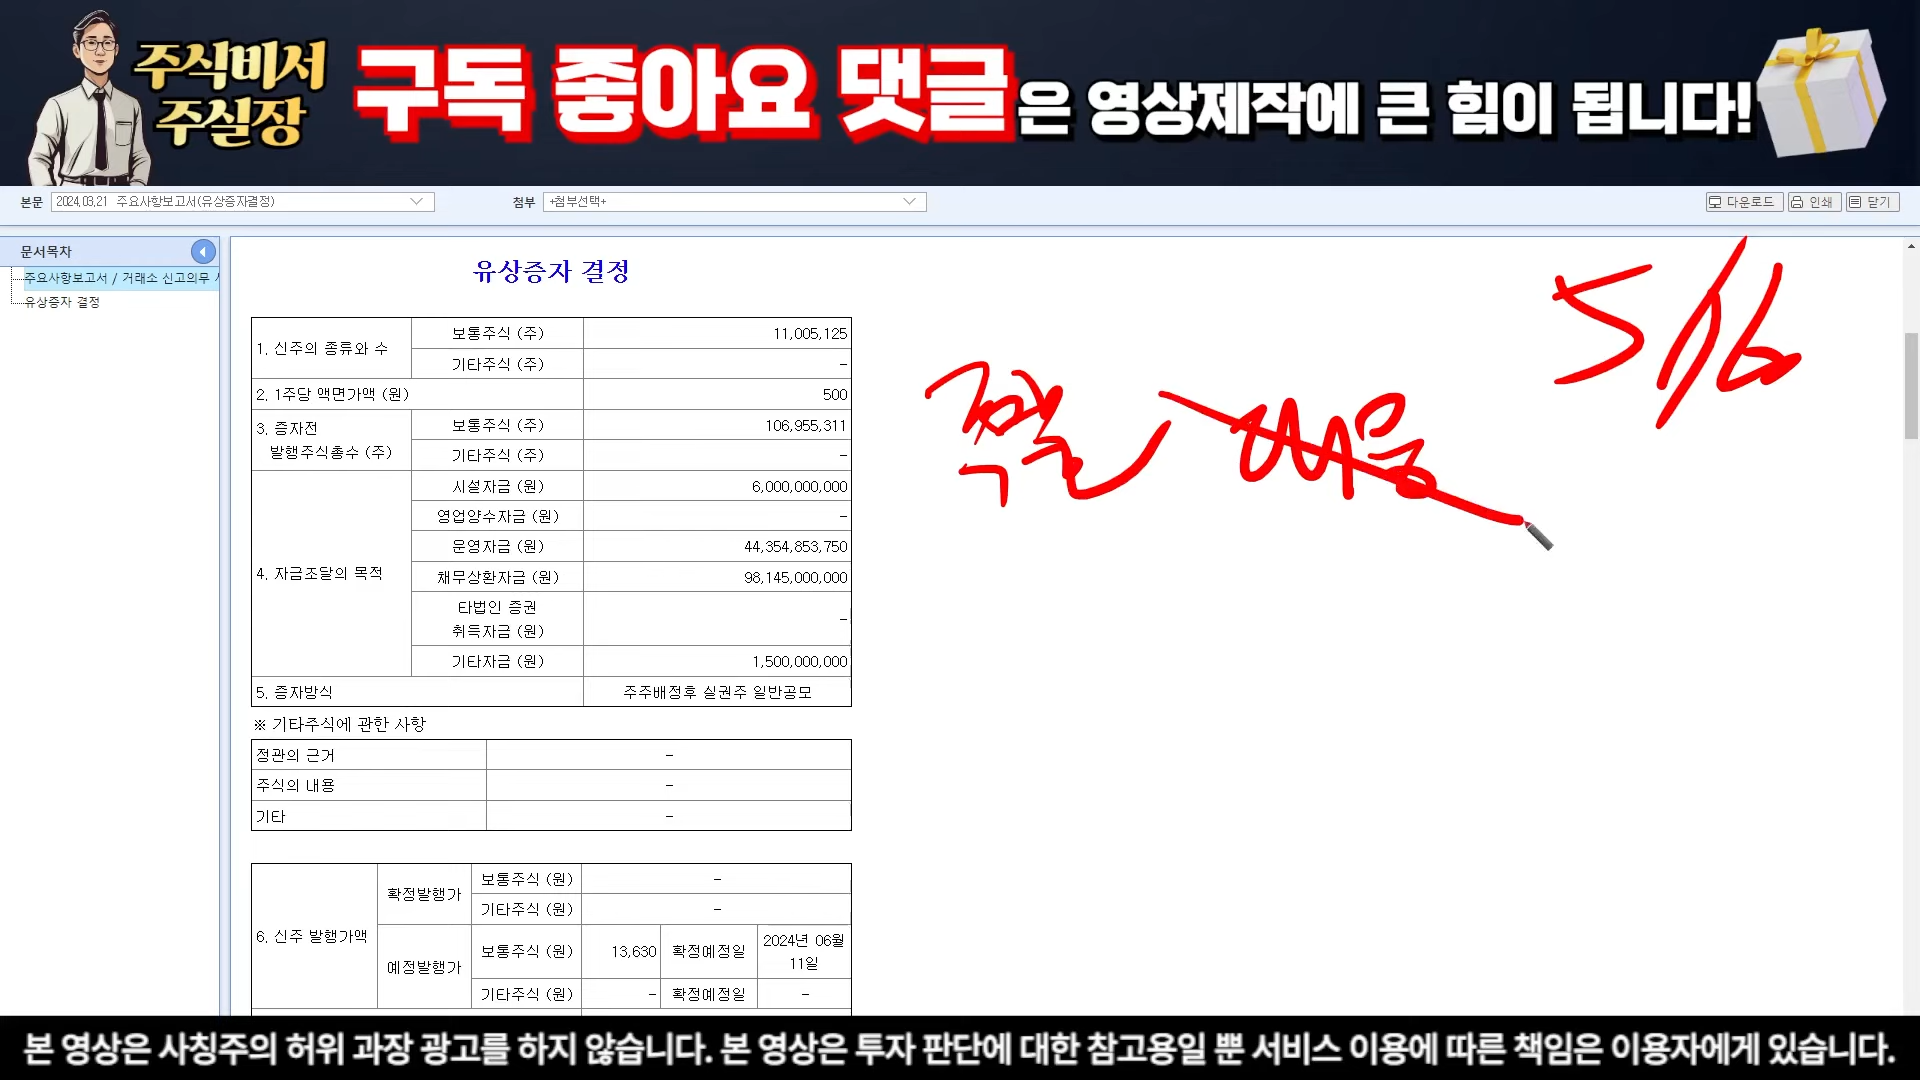 주식비서
주실장
구독 좋아요 댓글은 영상제작에 큰 힘이 됩니다!
본문 2024.03.21 주요사항보고서(유상증자결정) 첨부 +첨부선택+ 다운로드 인쇄 닫기
문서목차
주요사항보고서 / 거래소 신고의무 사
유상증자 결정
유상증자 결정
5/16
1. 신주의 종류와 수 보통주식 (주) 11,005,125
기타주식 (주) -
2. 1주당 액면가액 (원) 500
3. 증자전
발행주식총수 (주) 보통주식 (주) 106,955,311
기타주식 (주) -
4. 자금조달의 목적 시설자금 (원) 6,000,000,000
영업양수자금 (원) -
운영자금 (원) 44,354,853,750
채무상환자금 (원) 98,145,000,000
타법인 증권
취득자금 (원) -
기타자금 (원) 1,500,000,000
5. 증자방식 주주배정후 실권주 일반공모
※ 기타주식에 관한 사항
정관의 근거 -
주식의 내용 -
기타 -
6. 신주 발행가액 확정발행가 보통주식 (원) -
기타주식 (원) -
예정발행가 보통주식 (원) 13,630 확정예정일 2024년 06월
11일
기타주식 (원) - 확정예정일 -
본 영상은 사칭주의 허위 과장 광고를 하지 않습니다. 본 영상은 투자 판단에 대한 참고용일 뿐 서비스 이용에 따른 책임은 이용자에게 있습니다.